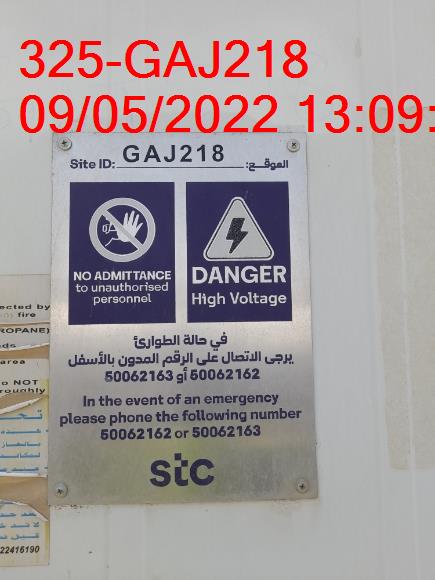 325-GAJ218
09/05/2022 13:09:
Site ID: GAJ218 الموقع:
NO ADMITTANCE
to unauthorised
personnel
DANGER
High Voltage
في حالة الطوارئ
يرجى الاتصال على الرقم المدون بالأسفل
50062162 أو 50062163
In the event of an emergency
please phone the following number
50062162 or 50062163
stc
ected by
fire
ROPANE)
eds
area
o NOT
roughly
22416190